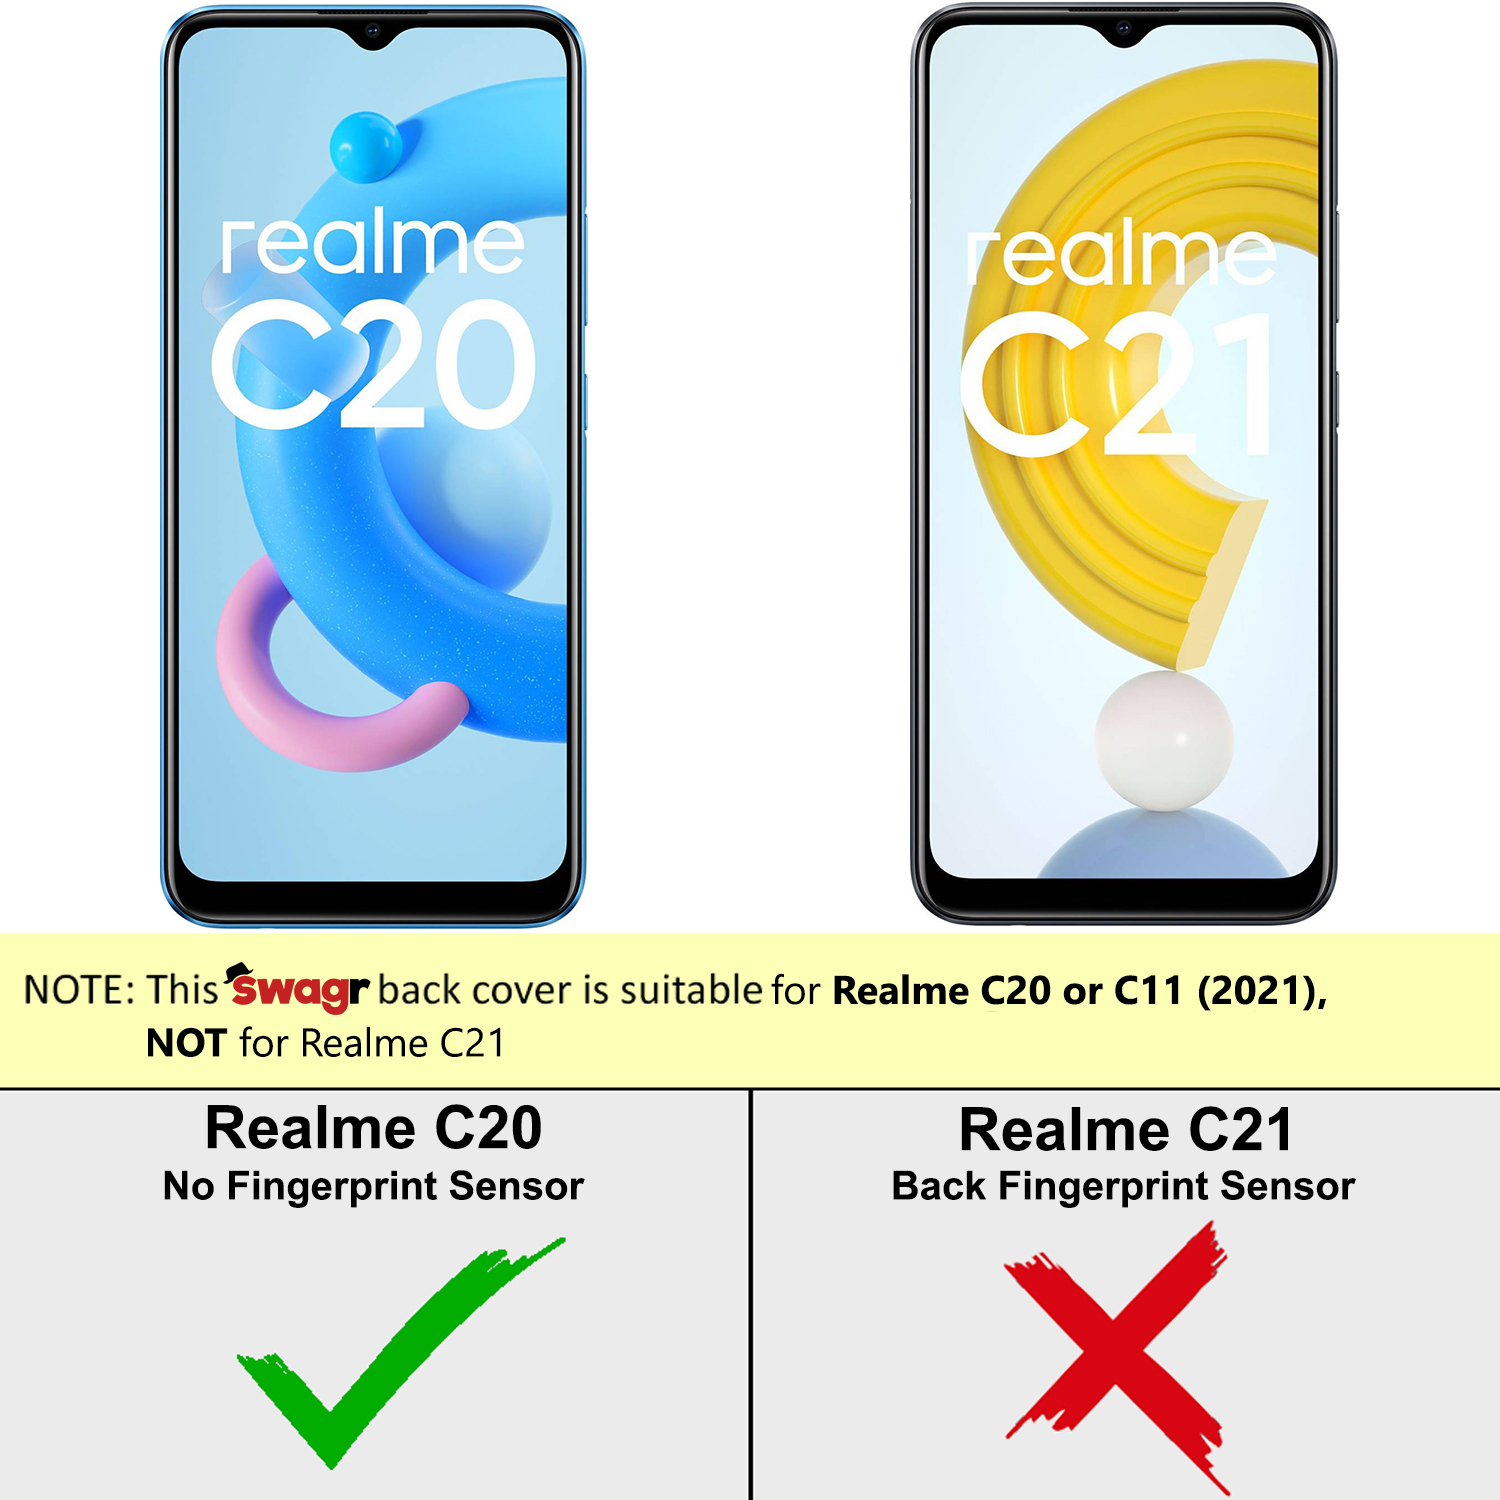 realme
C20
realme
C21
NOTE: This Swagr back cover is suitable for Realme C20 or C11 (2021),
NOT for Realme C21
Realme C20
No Fingerprint Sensor
Realme C21
Back Fingerprint Sensor